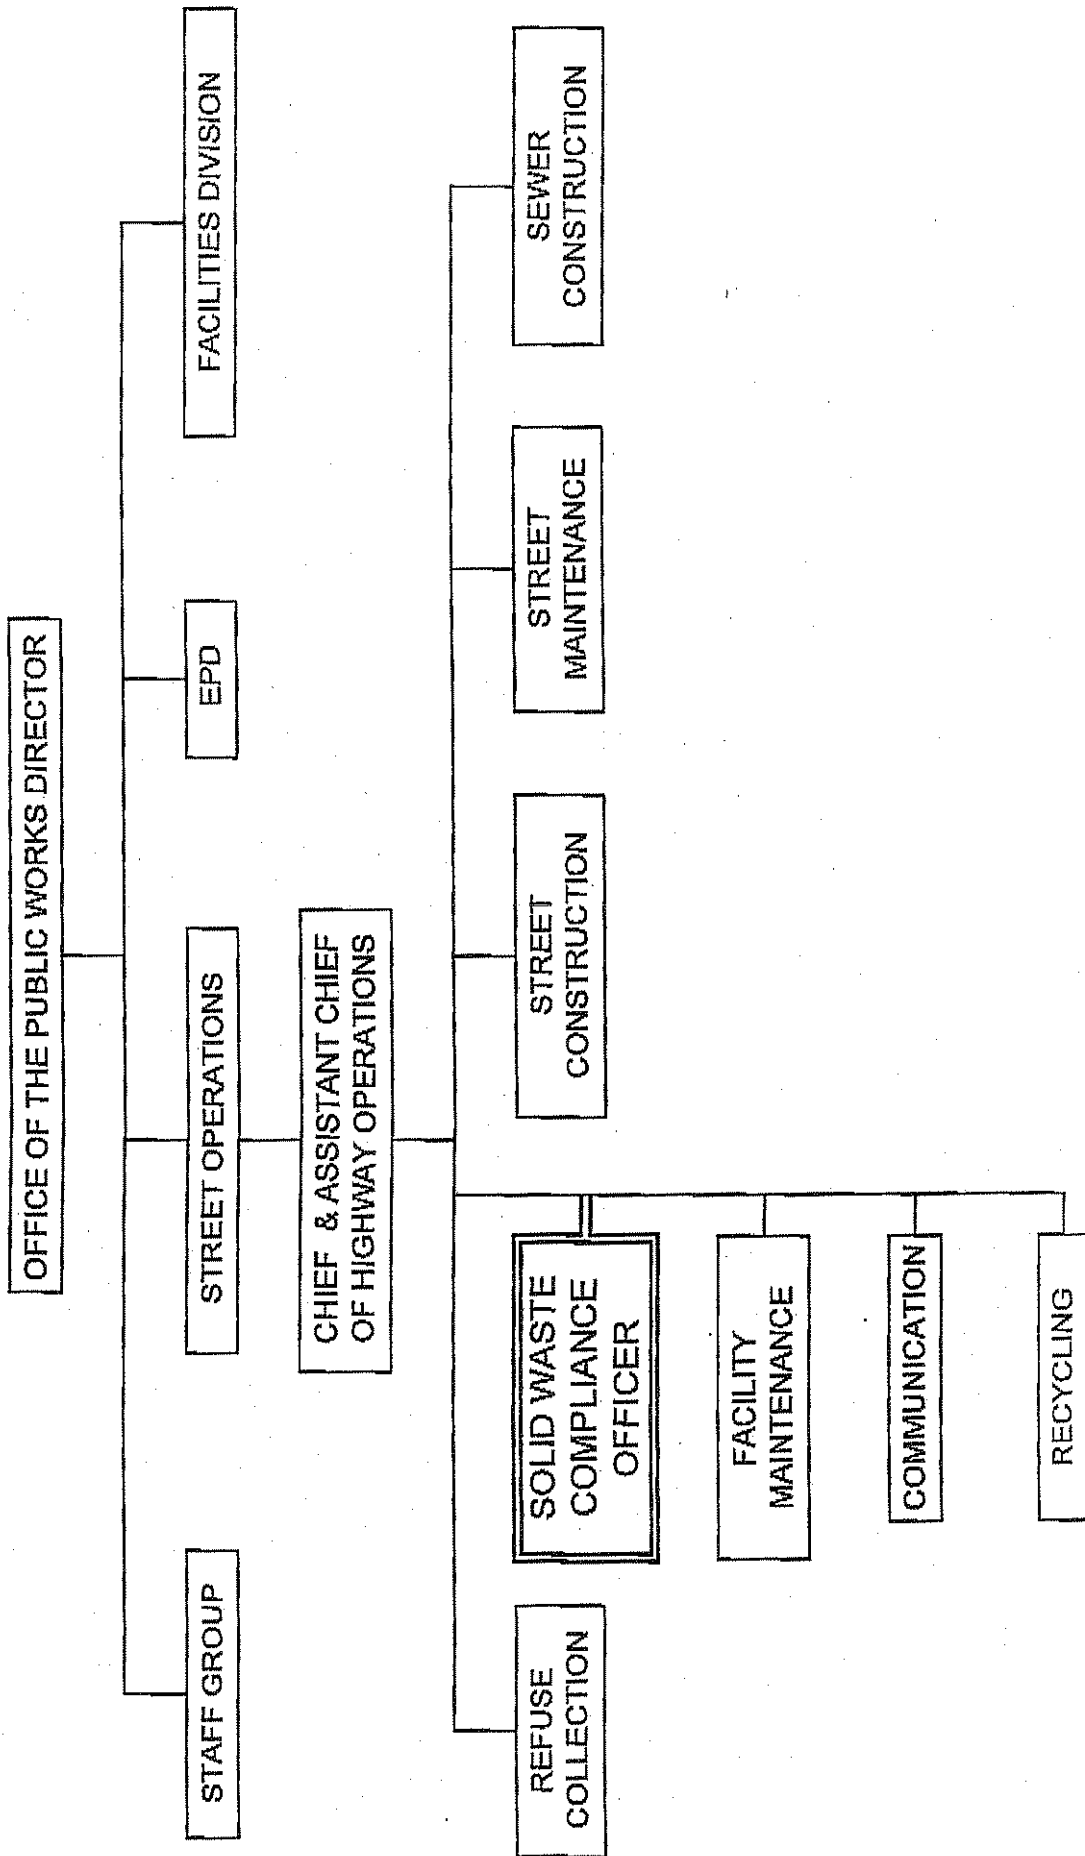 OFFICE OF THE PUBLIC WORKS DIRECTOR
STAFF GROUP
STREET OPERATIONS
EPD
FACILITIES DIVISION
CHIEF & ASSISTANT CHIEF
OF HIGHWAY OPERATIONS
REFUSE
COLLECTION
SOLID WASTE
COMPLIANCE
OFFICER
STREET
CONSTRUCTION
STREET
MAINTENANCE
SEWER
CONSTRUCTION
FACILITY
MAINTENANCE
COMMUNICATION
RECYCLING